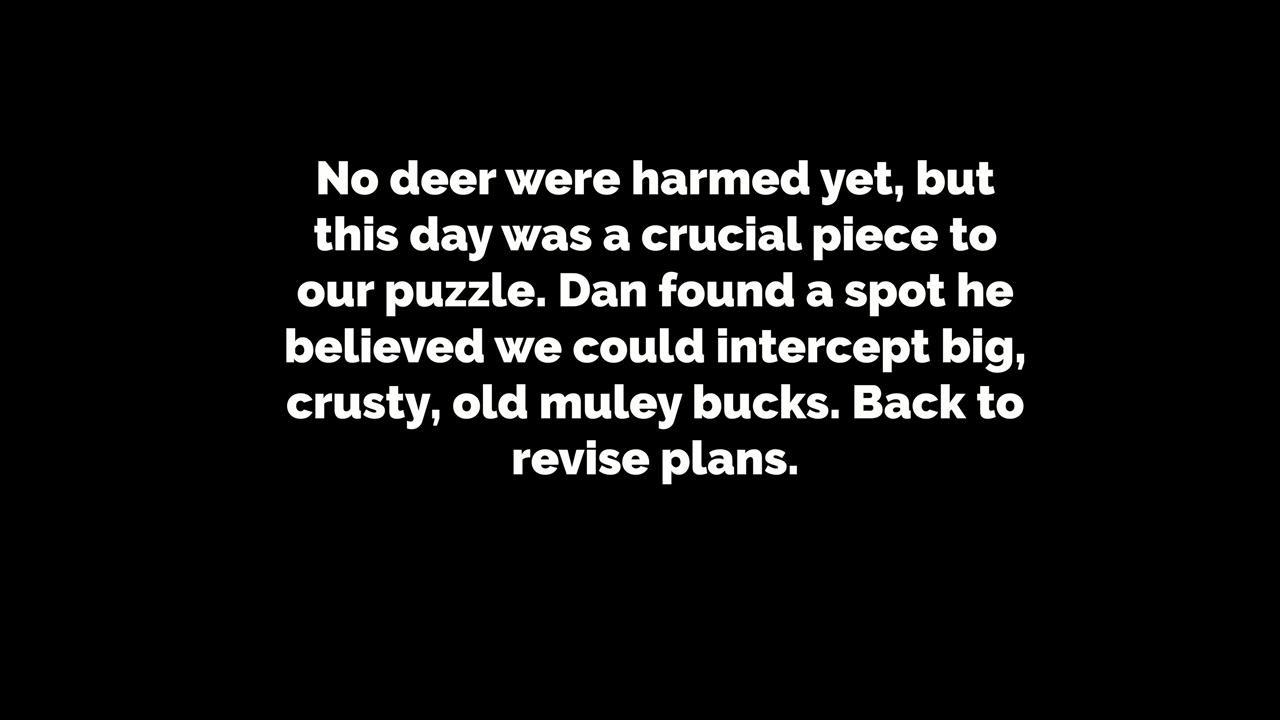 No deer were harmed yet, but
this day was a crucial piece to
our puzzle. Dan found a spot he
believed we could intercept big,
crusty, old muley bucks. Back to
revise plans.